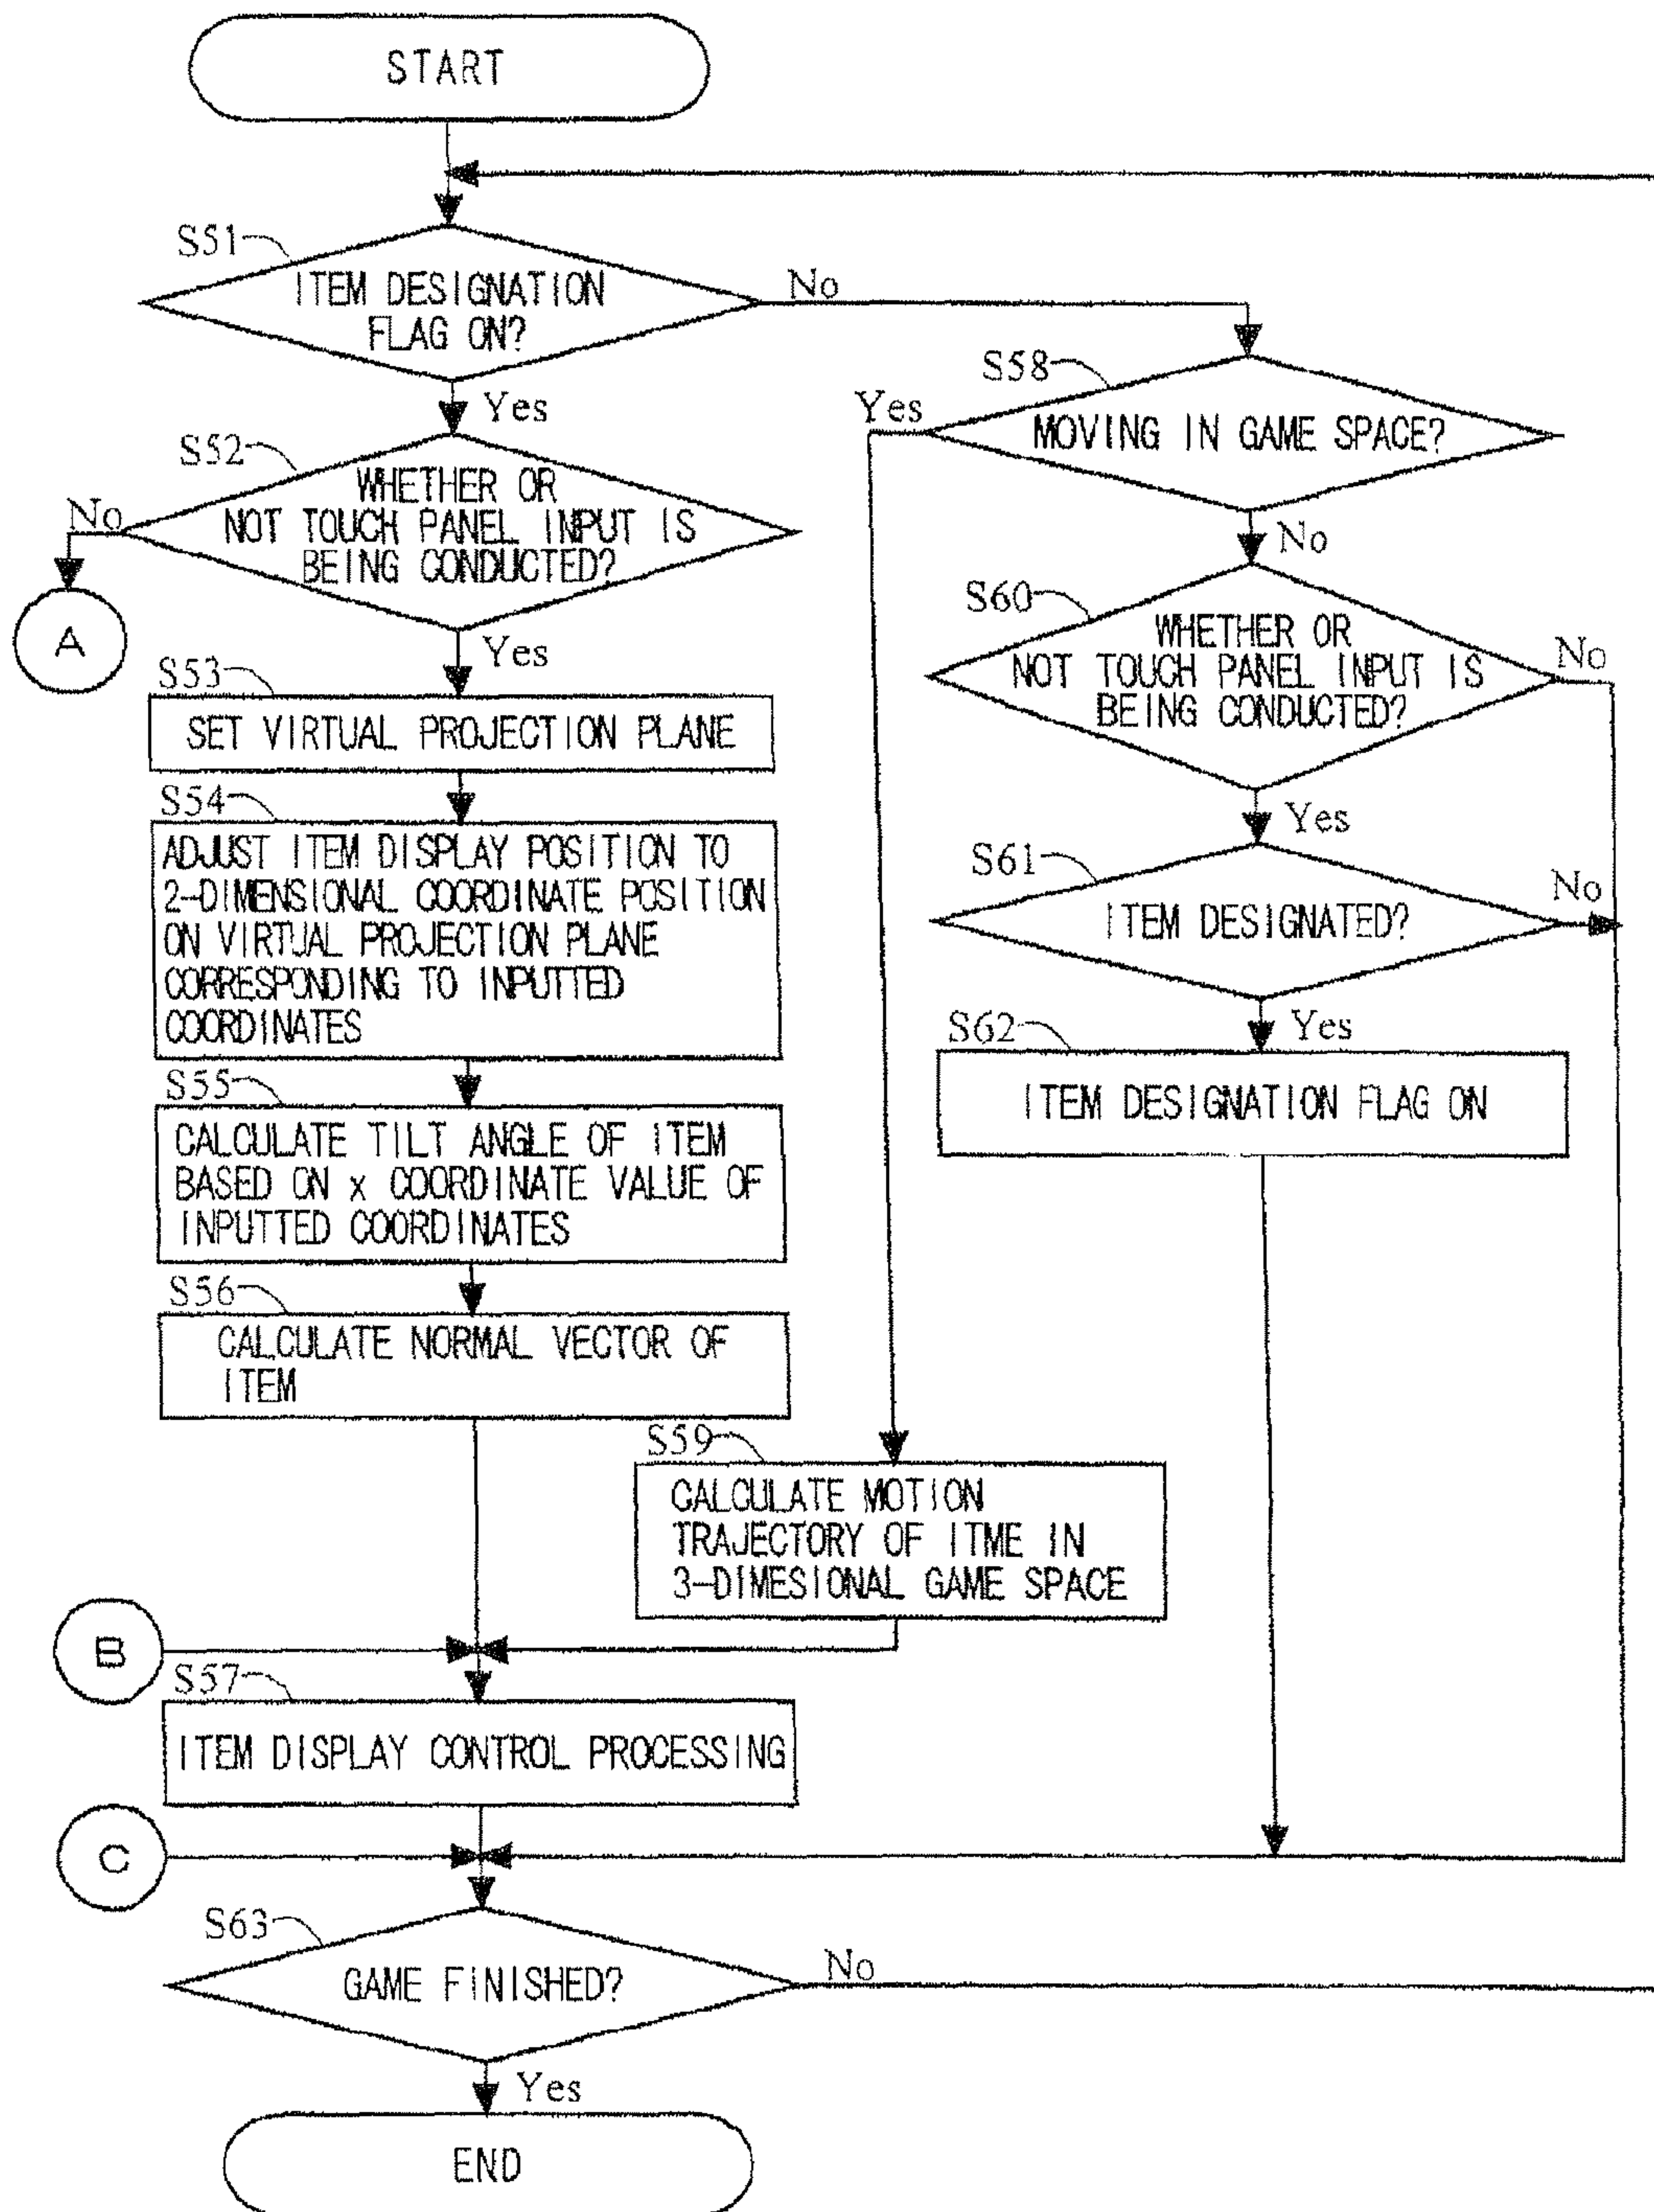 START
S51
ITEM DESIGNATION
FLAG ON?
No
Yes
S52
WHETHER OR
NOT TOUCH PANEL INPUT IS
BEING CONDUCTED?
No
A
Yes
S53
SET VIRTUAL PROJECTION PLANE
S54
ADJUST ITEM DISPLAY POSITION TO
2-DIMENSIONAL COORDINATE POSITION
ON VIRTUAL PROJECTION PLANE
CORRESPONDING TO INPUTTED
COORDINATES
S55
CALCULATE TILT ANGLE OF ITEM
BASED ON x COORDINATE VALUE OF
INPUTTED COORDINATES
S56
CALCULATE NORMAL VECTOR OF
ITEM
S58
Yes
MOVING IN GAME SPACE?
No
S60
WHETHER OR
NOT TOUCH PANEL INPUT IS
BEING CONDUCTED?
No
Yes
S61
ITEM DESIGNATED?
No
Yes
S62
ITEM DESIGNATION FLAG ON
S59
CALCULATE MOTION
TRAJECTORY OF ITME IN
3-DIMESIONAL GAME SPACE
B
S57
ITEM DISPLAY CONTROL PROCESSING
C
S63
GAME FINISHED?
No
Yes
END